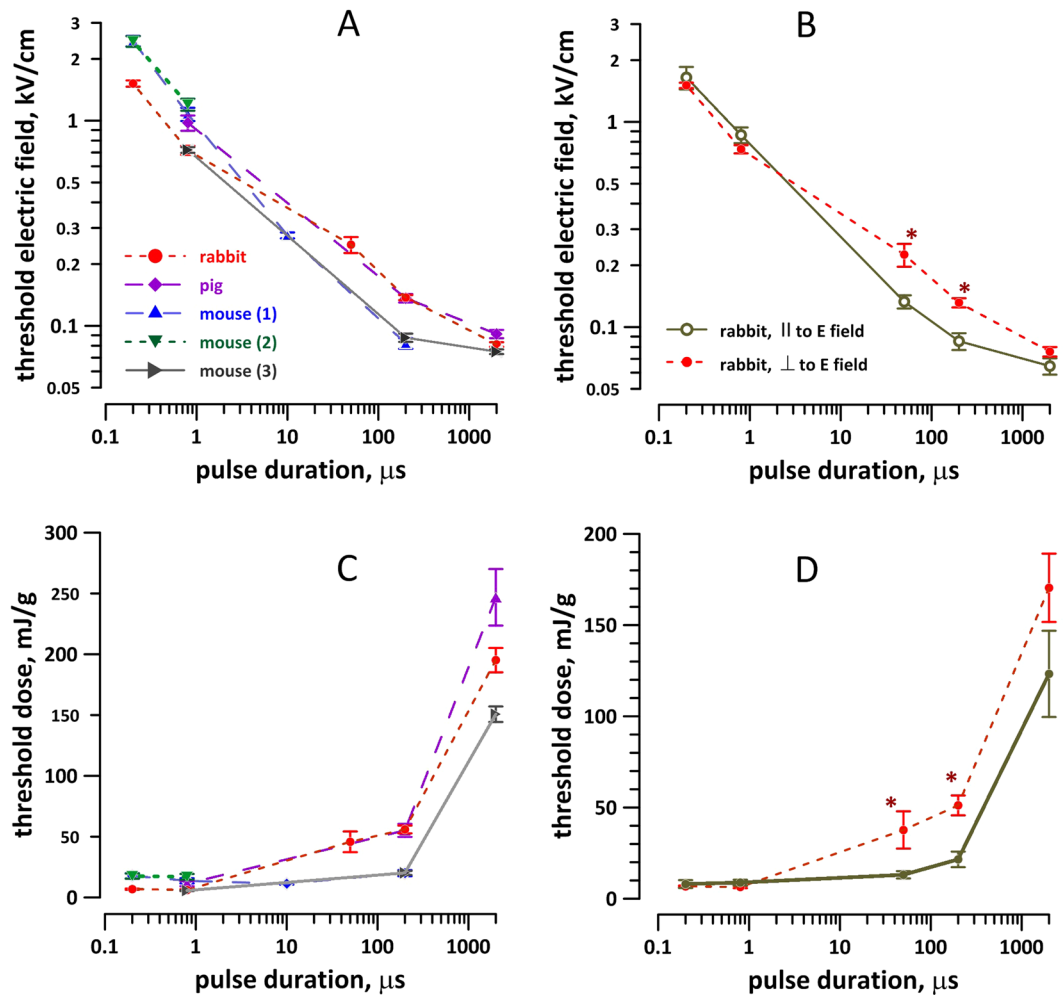 A
threshold electric field, kV/cm
3
2
1
0.5
0.3
0.2
0.1
0.05
rabbit
pig
mouse (1)
mouse (2)
mouse (3)
0.1 1 10 100 1000
pulse duration, μs
B
threshold electric field, kV/cm
3
2
1
0.5
0.3
0.2
0.1
0.05
*
*
rabbit, || to E field
rabbit, ⊥ to E field
0.1 1 10 100 1000
pulse duration, μs
C
threshold dose, mJ/g
300
250
200
150
100
50
0
0.1 1 10 100 1000
pulse duration, μs
D
threshold dose, mJ/g
200
150
100
50
0
*
*
0.1 1 10 100 1000
pulse duration, μs